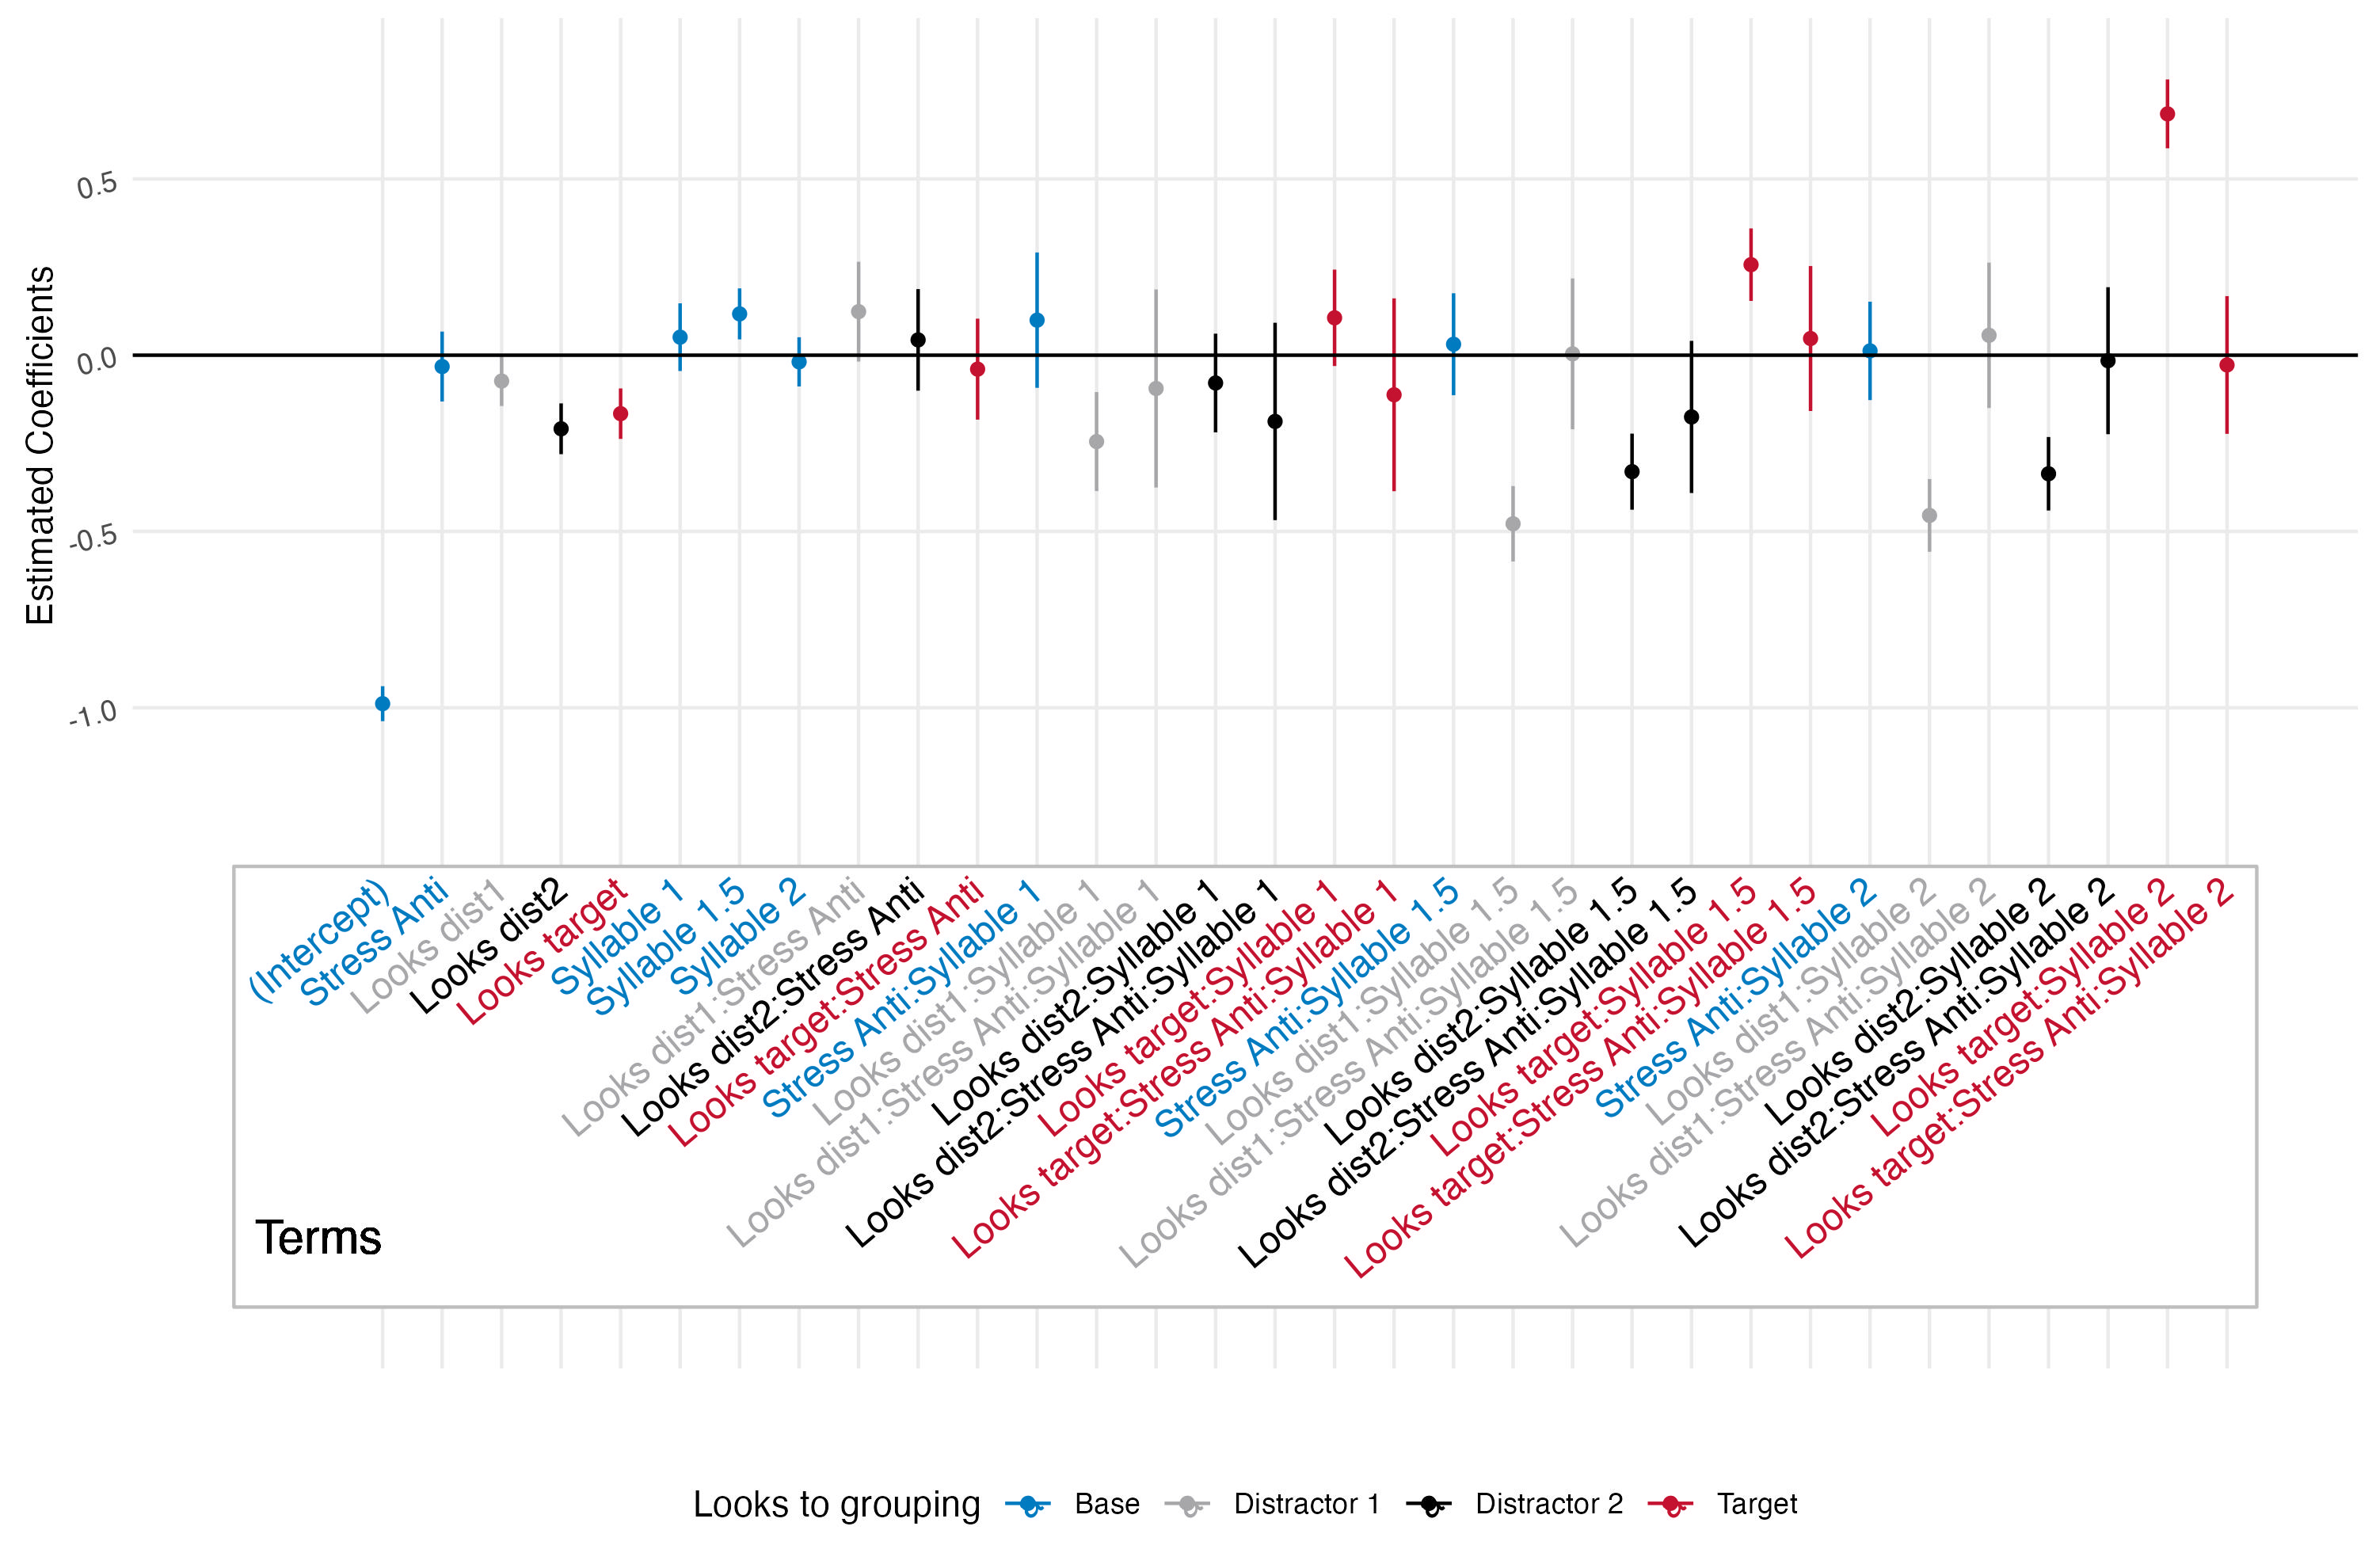 Estimated Coefficients
0.5
0.0
-0.5
-1.0
(Intercept)
Stress Anti
Looks dist1
Looks dist2
Looks target
Syllable 1
Syllable 1.5
Syllable 2
Looks dist1:Stress Anti
Looks dist2:Stress Anti
Looks target:Stress Anti
Stress Anti:Syllable 1
Looks dist1:Syllable 1
Looks dist1:Stress Anti:Syllable 1
Looks dist2:Syllable 1
Looks dist2:Stress Anti:Syllable 1
Looks target:Syllable 1
Looks target:Stress Anti:Syllable 1
Stress Anti:Syllable 1.5
Looks dist1:Syllable 1.5
Looks dist1:Stress Anti:Syllable 1.5
Looks dist2:Syllable 1.5
Looks dist2:Stress Anti:Syllable 1.5
Looks target:Syllable 1.5
Looks target:Stress Anti:Syllable 1.5
Stress Anti:Syllable 2
Looks dist1:Syllable 2
Looks dist1:Stress Anti:Syllable 2
Looks dist2:Syllable 2
Looks dist2:Stress Anti:Syllable 2
Looks target:Syllable 2
Looks target:Stress Anti:Syllable 2
Terms
Looks to grouping Base Distractor 1 Distractor 2 Target